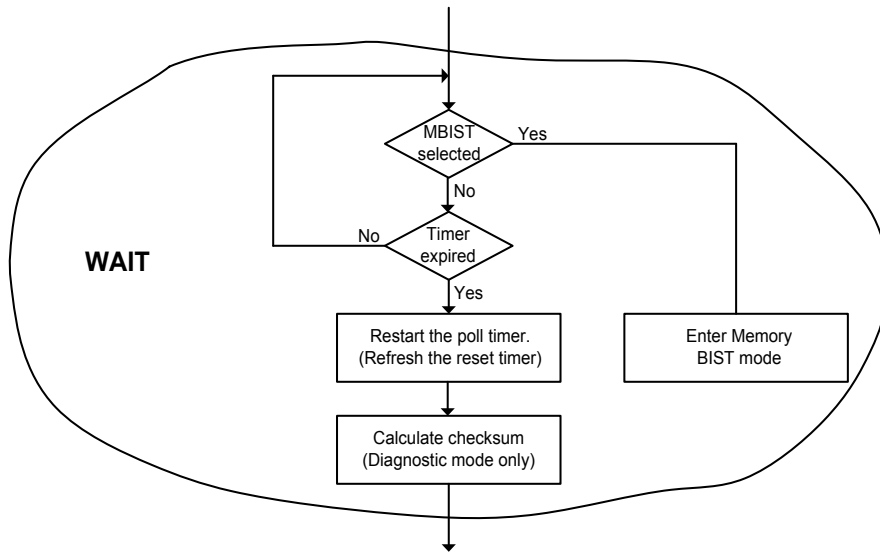 MBIST
selected
Yes
No
Timer
expired
No
Yes
WAIT
Restart the poll timer.
(Refresh the reset timer)
Enter Memory
BIST mode
Calculate checksum
(Diagnostic mode only)